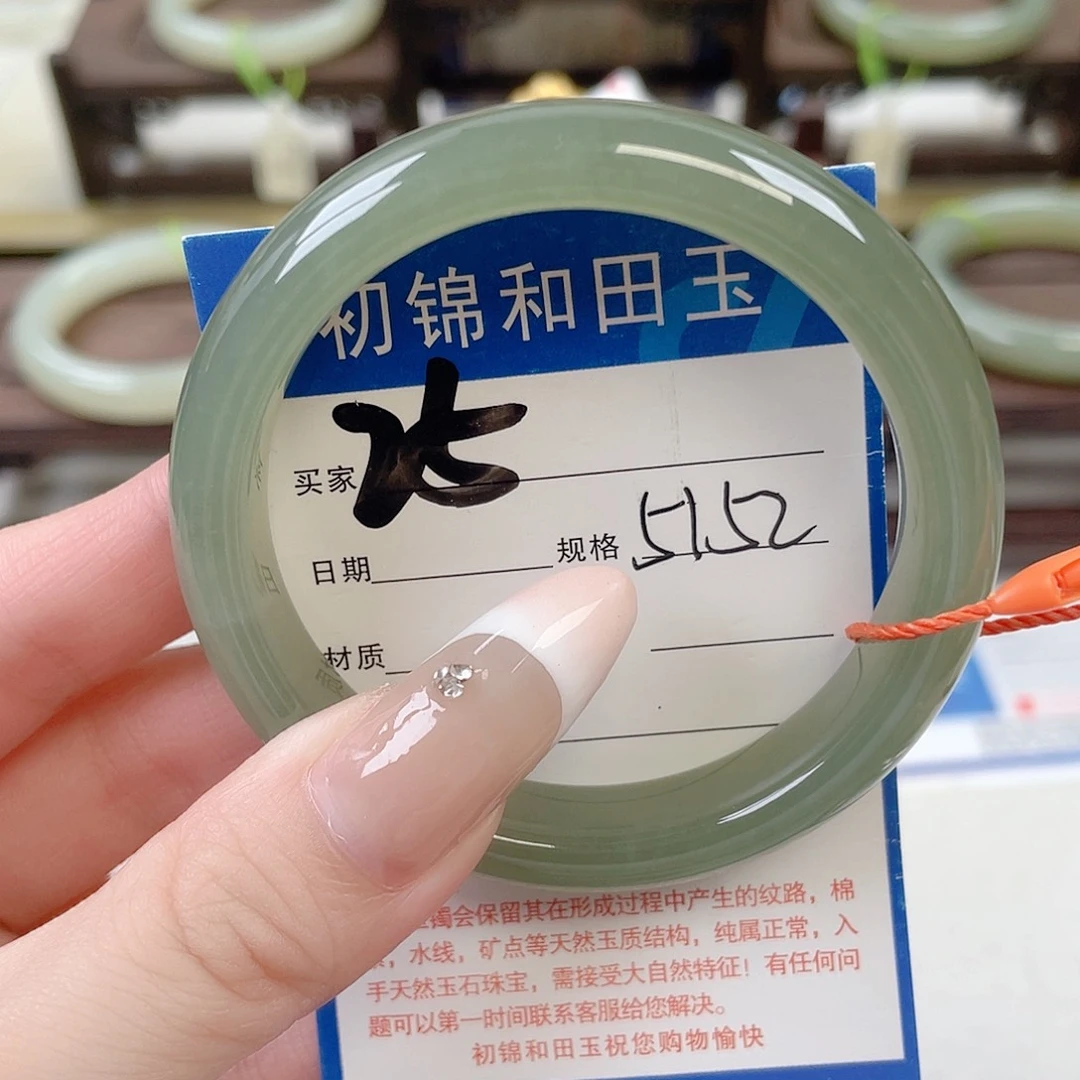 初锦和田玉
买家
日期 规格 51.52
材质
镯会保留其在形成过程中产生的纹路，棉
，水线，矿点等天然玉质结构，纯属正常，入
手天然玉石珠宝，需接受大自然特征！有任何问
题可以第一时间联系客服给您解决。
初锦和田玉祝您购物愉快